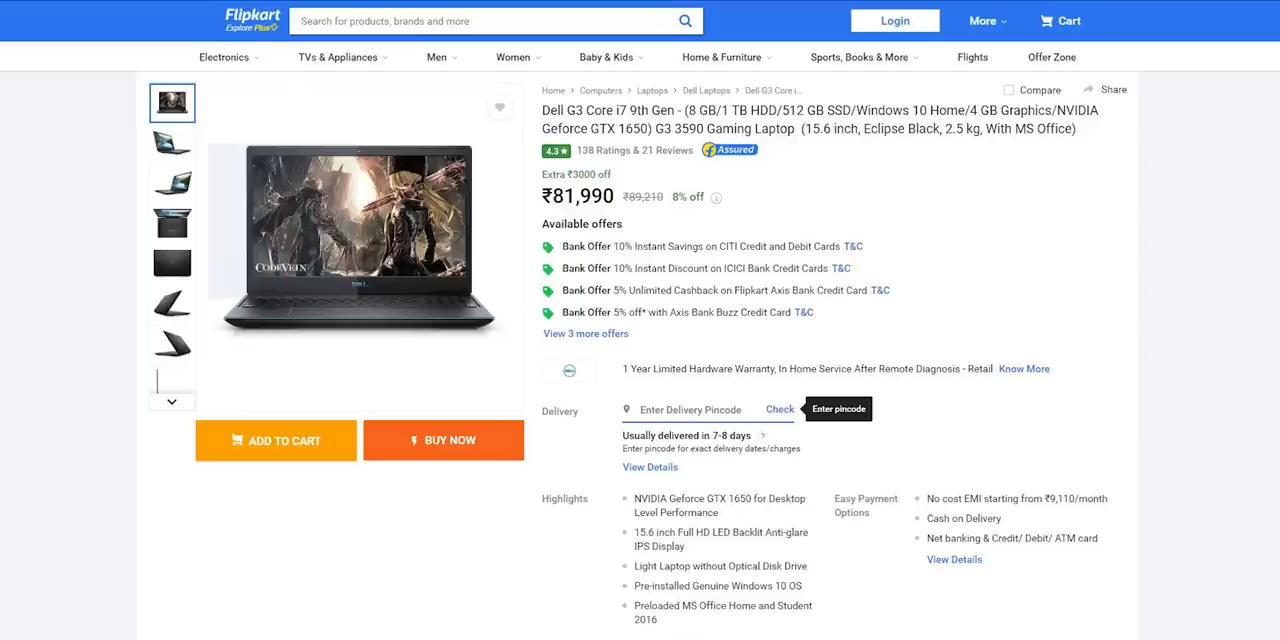 Flipkart
Explore Plus
Search for products, brands and more
Login
More
Cart
Electronics
TVs & Appliances
Men
Women
Baby & Kids
Home & Furniture
Sports, Books & More
Flights
Offer Zone
Home > Computers > Laptops > Dell Laptops > Dell G3 Core i...
Compare
Share
Dell G3 Core i7 9th Gen - (8 GB/1 TB HDD/512 GB SSD/Windows 10 Home/4 GB Graphics/NVIDIA
Geforce GTX 1650) G3 3590 Gaming Laptop (15.6 inch, Eclipse Black, 2.5 kg, With MS Office)
4.3★ 138 Ratings & 21 Reviews Assured
Extra ₹3000 off
₹81,990 ₹89,210 8% off
Available offers
Bank Offer 10% Instant Savings on CITI Credit and Debit Cards T&C
Bank Offer 10% Instant Discount on ICICI Bank Credit Cards T&C
Bank Offer 5% Unlimited Cashback on Flipkart Axis Bank Credit Card T&C
Bank Offer 5% off* with Axis Bank Buzz Credit Card T&C
View 3 more offers
CODE VEIN
DELL
DELL
1 Year Limited Hardware Warranty, In Home Service After Remote Diagnosis - Retail Know More
Delivery
Enter Delivery Pincode
Check
Enter pincode
Usually delivered in 7-8 days ?
Enter pincode for exact delivery dates/charges
View Details
ADD TO CART
BUY NOW
Highlights
NVIDIA Geforce GTX 1650 for Desktop
Level Performance
15.6 inch Full HD LED Backlit Anti-glare
IPS Display
Light Laptop without Optical Disk Drive
Pre-installed Genuine Windows 10 OS
Preloaded MS Office Home and Student
2016
Easy Payment
Options
No cost EMI starting from ₹9,110/month
Cash on Delivery
Net banking & Credit/ Debit/ ATM card
View Details